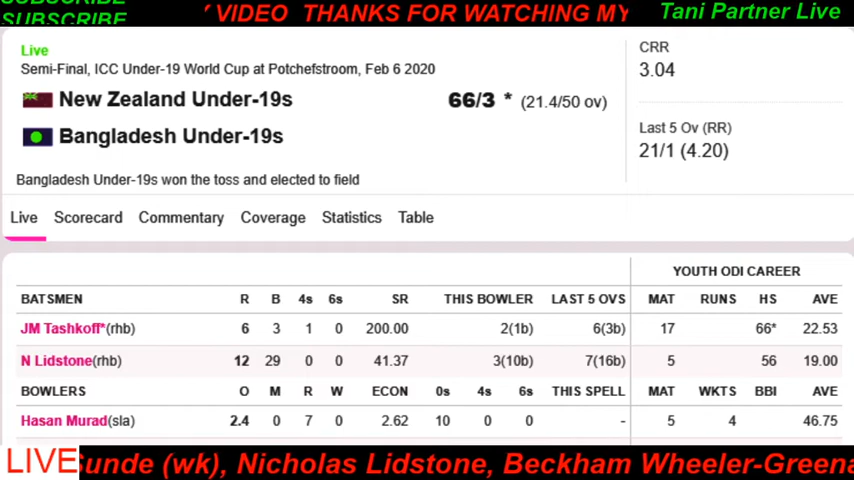 SUBSCRIBE
SUBSCRIBE
VIDEO THANKS FOR WATCHING MY
Tani Partner Live
Live
Semi-Final, ICC Under-19 World Cup at Potchefstroom, Feb 6 2020
New Zealand Under-19s 66/3 * (21.4/50 ov)
Bangladesh Under-19s
Bangladesh Under-19s won the toss and elected to field
CRR
3.04
Last 5 Ov (RR)
21/1 (4.20)
Live Scorecard Commentary Coverage Statistics Table
YOUTH ODI CAREER
BATSMEN R B 4s 6s SR THIS BOWLER LAST 5 OVS MAT RUNS HS AVE
JM Tashkoff*(rhb) 6 3 1 0 200.00 2(1b) 6(3b) 17 66* 22.53
N Lidstone(rhb) 12 29 0 0 41.37 3(10b) 7(16b) 5 56 19.00
BOWLERS O M R W ECON 0s 4s 6s THIS SPELL MAT WKTS BBI AVE
Hasan Murad(sla) 2.4 0 7 0 2.62 10 0 0 - 5 4 46.75
LIVE
Sunde (wk), Nicholas Lidstone, Beckham Wheeler-Greena